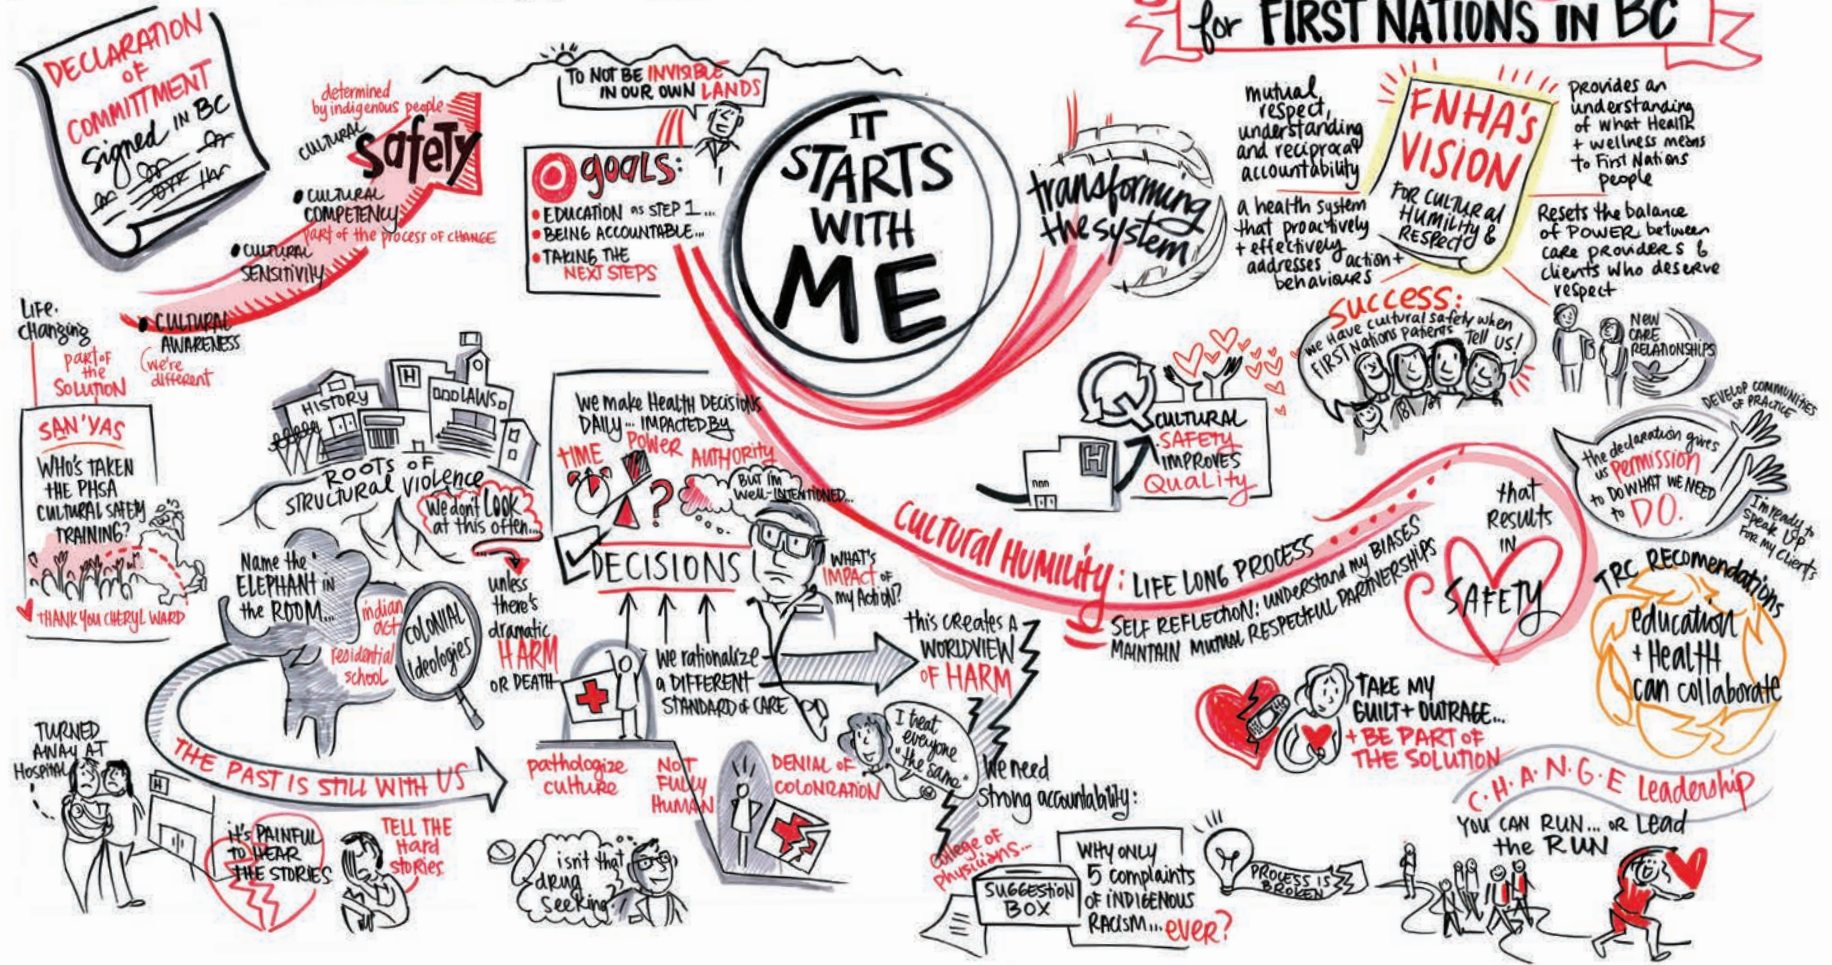 for FIRST NATIONS IN BC
DECLARATION
OF
COMMITTMENT
signed IN BC
determined
by indigenous people
CULTURAL
safety
• CULTURAL
COMPETENCY
part of the process of CHANGE
• CULTURAL
SENSITIVITY
• CULTURAL
AWARENESS
(we're
different
TO NOT BE INVISIBLE
IN OUR OWN LANDS
goals:
• EDUCATION as STEP 1...
• BEING ACCOUNTABLE...
• TAKING THE
NEXT STEPS
IT
STARTS
WITH
ME
transforming
the system
FNHA'S
VISION
FOR CULTURAL
HUMILITY &
RESPECT
mutual
respect,
understanding
and reciprocal
accountability
a health system
that proactively
+ effectively
addresses action +
behaviours
provides an
understanding
of what Health
+ wellness means
to First Nations
people
Resets the balance
of POWER between
care providers &
clients who deserve
respect
SUCCESS:
we have cultural safety when
FIRST Nations patients Tell us!
NEW
CARE
RELATIONSHIPS
DEVELOP COMMUNITIES
OF PRACTICE
the declaration gives
us PERMISSION
to DO WHAT WE NEED
to DO.
I'm ready to
speak up
for my clients
LIFE-
changing
part of
the
SOLUTION
SAN'YAS
WHO'S TAKEN
THE PHSA
CULTURAL SAFETY
TRAINING?
THANK YOU CHERYL WARD
HISTORY
H
LAWS
ROOTS OF
STRUCTURAL VIOLENCE
We dont LOOK
at this often...
unless
there's
dramatic
HARM
OR DEATH
Name the
ELEPHANT IN
the ROOM...
indian
act
residential
school
COLONIAL
ideologies
THE PAST IS STILL WITH US
TURNED
AWAY AT
HOSPITAL
H
it's PAINFUL
TO HEAR
THE STORIES
TELL THE
Hard
stories
We make Health Decisions
DAILY... IMPACTED BY
TIME
POWER
AUTHORITY
?
But I'm
Well-INTENTIONED...
DECISIONS
WHAT'S
IMPACT of
my Action?
we rationalize
a DIFFERENT
STANDARD of CARE
this creates a
WORLDVIEW
OF HARM
pathologize
culture
NOT
FULLY
HUMAN
DENIAL OF
COLONIZATION
I treat
everyone
"the same"
isn't that
drug
seeking?
We need
strong accountability:
College of
physicians...
SUGGESTION
BOX
WHY ONLY
5 complaints
OF INDIGENOUS
RACISM... EVER?
PROCESS IS
BROKEN
H
Q
CULTURAL
SAFETY
IMPROVES
Quality
CULTURAL HUMILITY: LIFE LONG PROCESS
SELF REFLECTION: understand my BIASES
MAINTAIN MUTUAL RESPECTFUL PARTNERSHIPS
that
Results
IN
SAFETY
TRC RECOMENDATIONS
education
+ Health
can collaborate
TAKE MY
GUILT + OUTRAGE...
+ BE PART OF
THE SOLUTION
C·H·A·N·G·E Leadership
YOU CAN RUN... OR Lead
the RUN